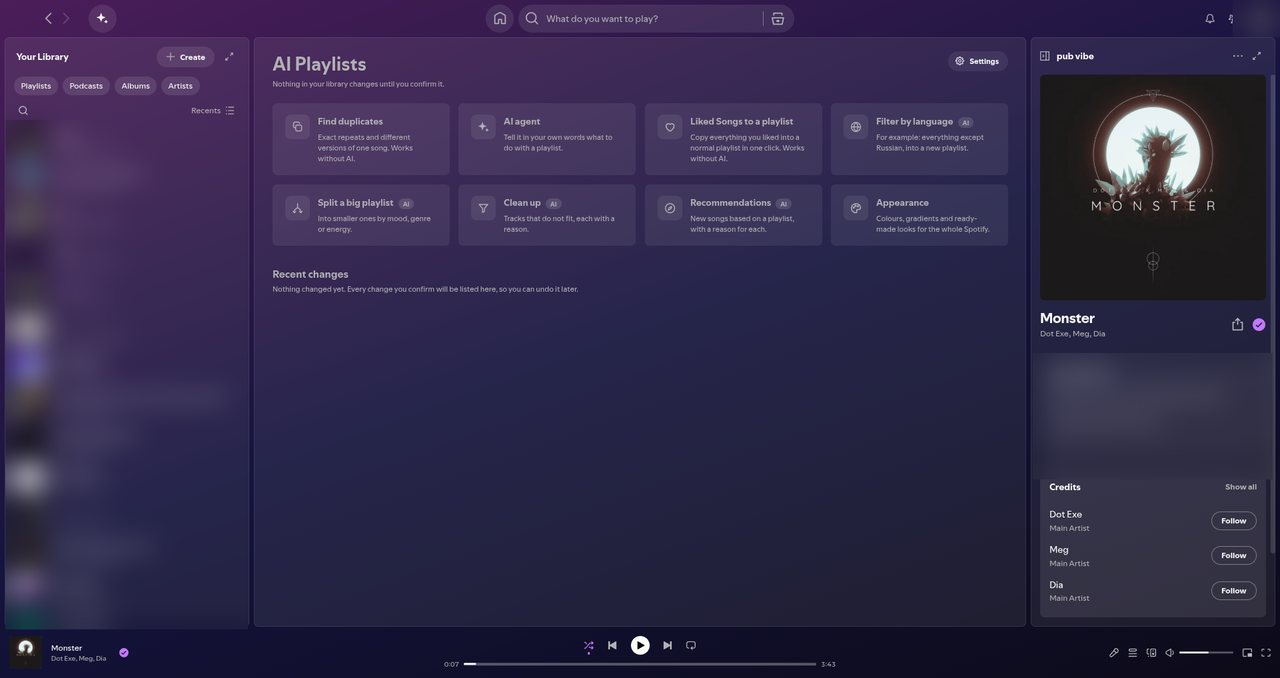 What do you want to play?
Your Library
Create
Playlists
Podcasts
Albums
Artists
Recents
AI Playlists
Settings
Nothing in your library changes until you confirm it.
Find duplicates
Exact repeats and different
versions of one song. Works
without AI.
AI agent
Tell it in your own words what to
do with a playlist.
Liked Songs to a playlist
Copy everything you liked into a
normal playlist in one click. Works
without AI.
Filter by language AI
For example: everything except
Russian, into a new playlist.
Split a big playlist AI
Into smaller ones by mood, genre
or energy.
Clean up AI
Tracks that do not fit, each with a
reason.
Recommendations AI
New songs based on a playlist,
with a reason for each.
Appearance
Colours, gradients and ready-
made looks for the whole Spotify.
Recent changes
Nothing changed yet. Every change you confirm will be listed here, so you can undo it later.
pub vibe
MONSTER
Monster
Dot Exe, Meg, Dia
Credits
Show all
Dot Exe
Main Artist
Follow
Meg
Main Artist
Follow
Dia
Main Artist
Follow
Monster
Dot Exe, Meg, Dia
0:07
3:43